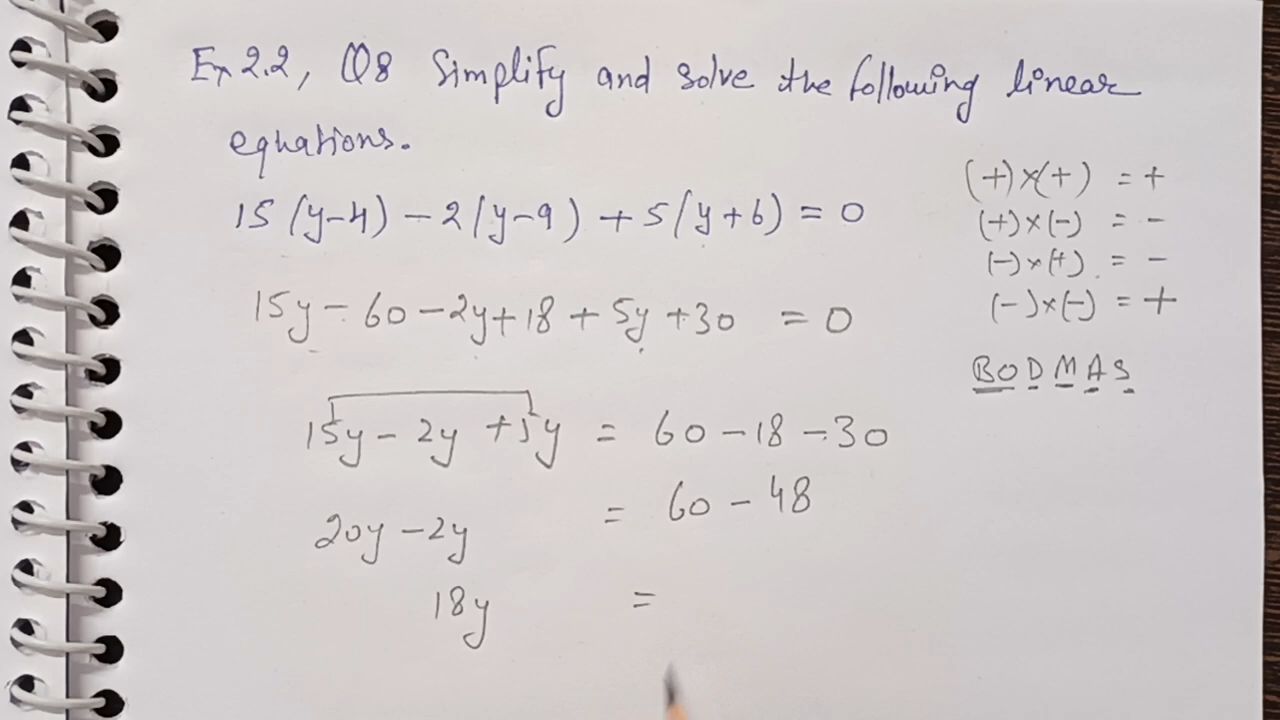 Ex 2.2, Q8 Simplify and solve the following linear
equations.
15(y-4) - 2(y-9) + 5(y+6) = 0
15y - 60 - 2y + 18 + 5y + 30 = 0
15y - 2y + 5y = 60 - 18 - 30
20y - 2y = 60 - 48
18y =
(+)×(+) = +
(+)×(-) = -
(-)×(+) = -
(-)×(-) = +
BODMAS